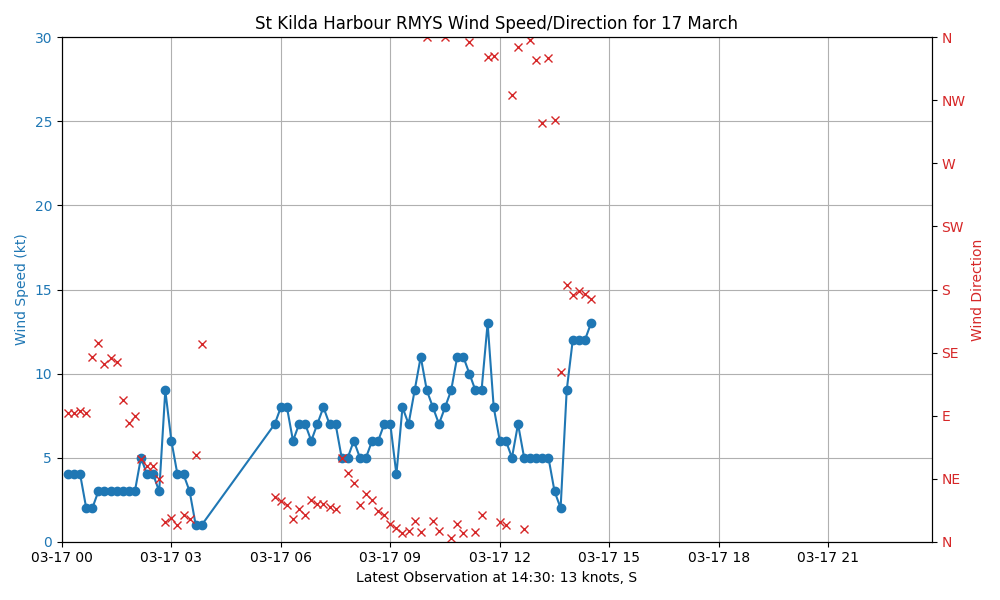 St Kilda Harbour RMYS Wind Speed/Direction for 17 March
30
25
20
15
10
5
0
Wind Speed (kt)
N
NW
W
SW
S
SE
E
NE
N
Wind Direction
03-17 00 03-17 03 03-17 06 03-17 09 03-17 12 03-17 15 03-17 18 03-17 21
Latest Observation at 14:30: 13 knots, S